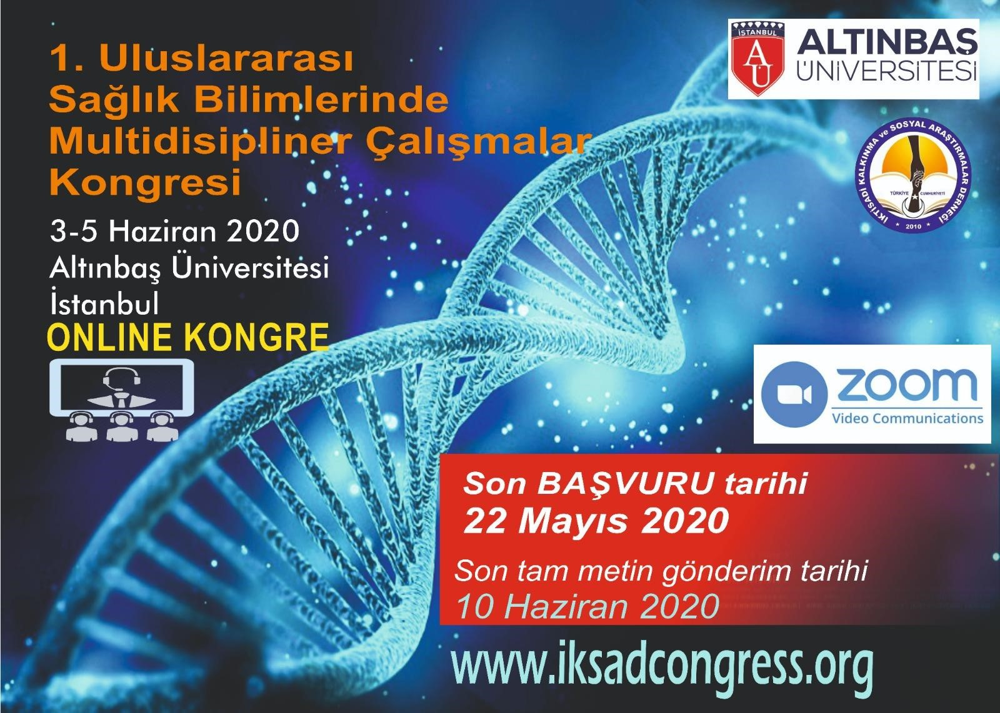 1. Uluslararası
Sağlık Bilimlerinde
Multidisipliner Çalışmalar
Kongresi
3-5 Haziran 2020
Altınbaş Üniversitesi
İstanbul
ONLINE KONGRE
İSTANBUL
AÜ
ALTINBAŞ
ÜNİVERSİTESİ
İKTİSADİ KALKINMA ve SOSYAL ARAŞTIRMALAR DERNEĞİ
TÜRKİYE CUMHURİYETİ
2010
zoom
Video Communications
Son BAŞVURU tarihi
22 Mayıs 2020
Son tam metin gönderim tarihi
10 Haziran 2020
www.iksadcongress.org